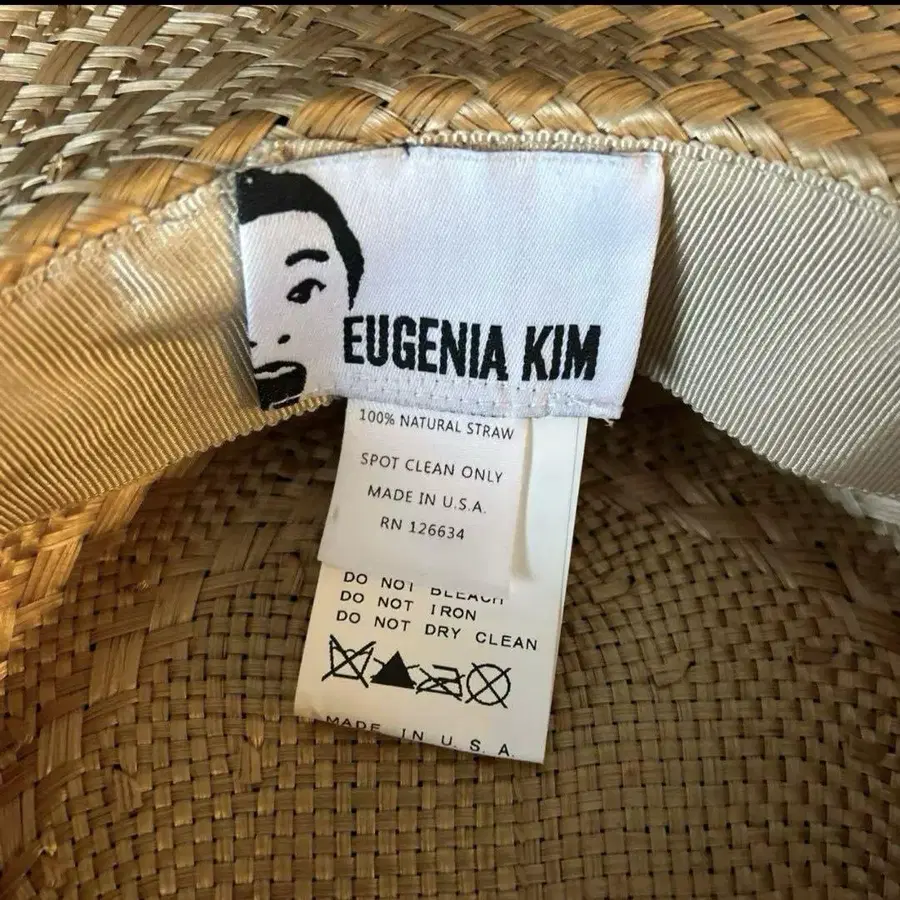 EUGENIA KIM
100% NATURAL STRAW
SPOT CLEAN ONLY
MADE IN U.S.A.
RN 126634
DO NOT BLEACH
DO NOT IRON
DO NOT DRY CLEAN
MADE IN U.S.A.